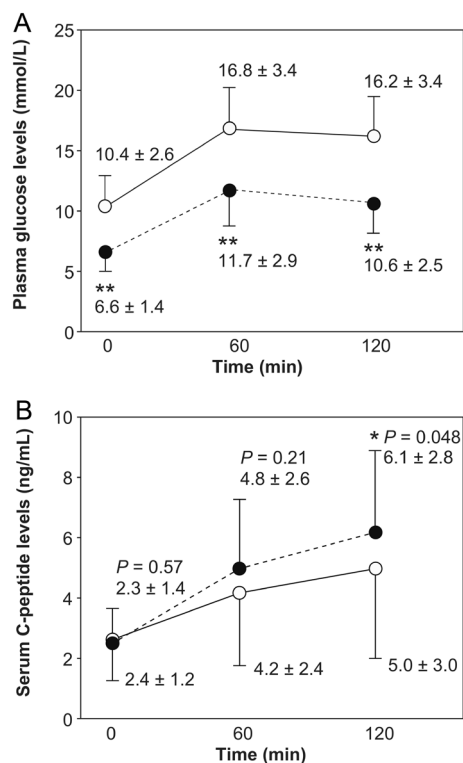 A
Plasma glucose levels (mmol/L)
25
20
15
10
5
0
16.8 ± 3.4
16.2 ± 3.4
10.4 ± 2.6
**
6.6 ± 1.4
**
11.7 ± 2.9
**
10.6 ± 2.5
0 60 120
Time (min)
B
Serum C-peptide levels (ng/mL)
10
8
6
4
2
0
* P = 0.048
6.1 ± 2.8
P = 0.21
4.8 ± 2.6
P = 0.57
2.3 ± 1.4
2.4 ± 1.2
4.2 ± 2.4
5.0 ± 3.0
0 60 120
Time (min)